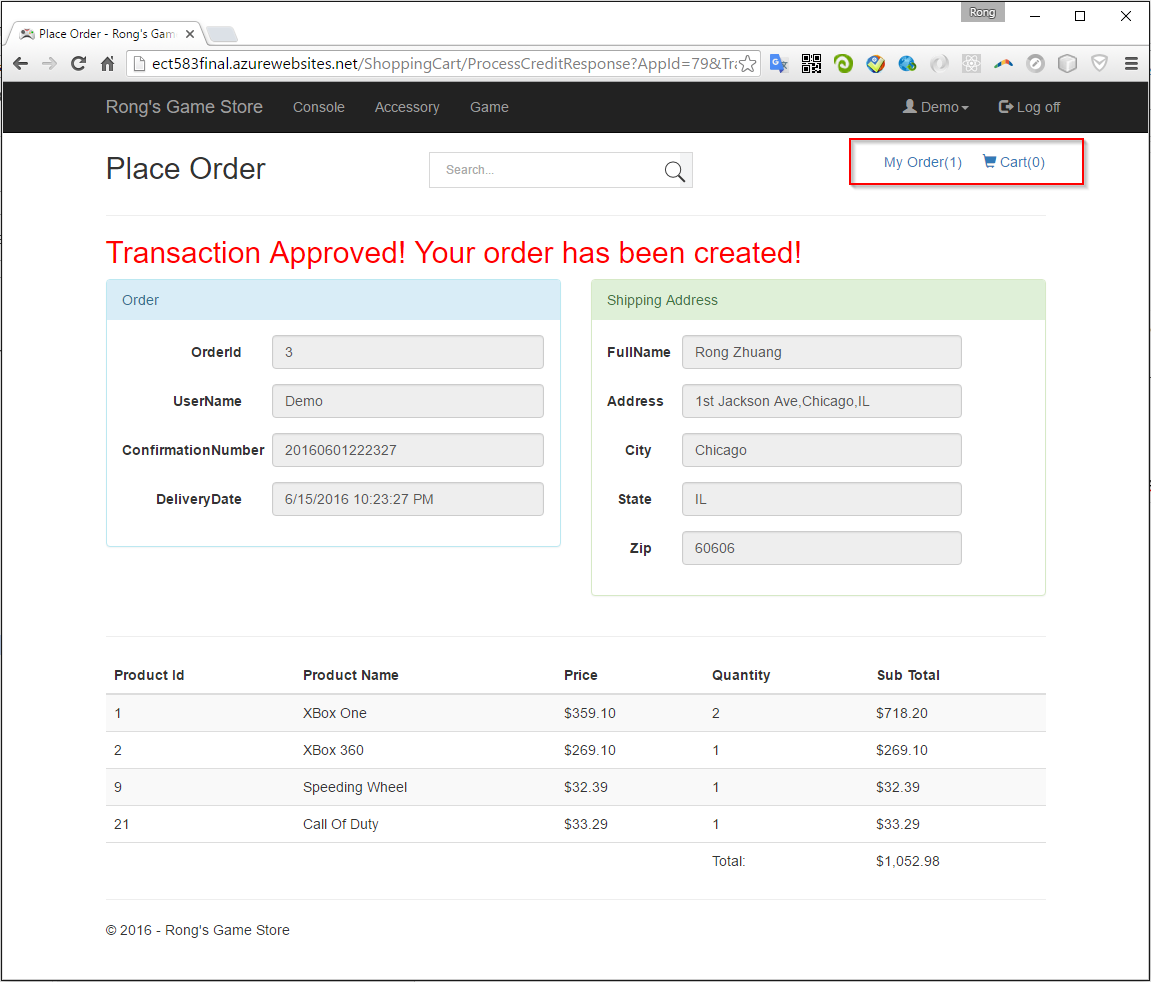 Rong
Place Order - Rong's Gam
ect583final.azurewebsites.net/ShoppingCart/ProcessCreditResponse?AppId=79&Tra
Rong's Game Store Console Accessory Game Demo Log off
Place Order Search... My Order(1) Cart(0)
Transaction Approved! Your order has been created!
Order
OrderId 3
UserName Demo
ConfirmationNumber 20160601222327
DeliveryDate 6/15/2016 10:23:27 PM
Shipping Address
FullName Rong Zhuang
Address 1st Jackson Ave,Chicago,IL
City Chicago
State IL
Zip 60606
Product Id Product Name Price Quantity Sub Total
1 XBox One $359.10 2 $718.20
2 XBox 360 $269.10 1 $269.10
9 Speeding Wheel $32.39 1 $32.39
21 Call Of Duty $33.29 1 $33.29
Total: $1,052.98
© 2016 - Rong's Game Store